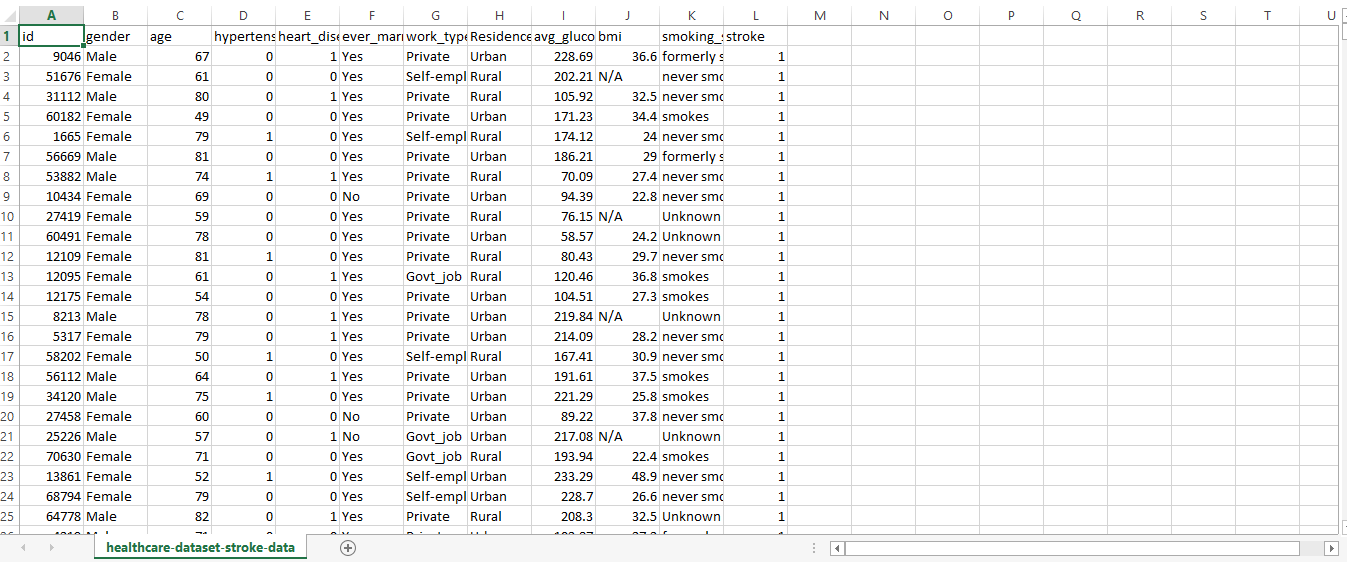 A B C D E F G H I J K L M N O P Q R S T U
1 id gender age hypertens heart_dise ever_marr work_type Residence avg_gluco bmi smoking_s stroke
2 9046 Male 67 0 1 Yes Private Urban 228.69 36.6 formerly s 1
3 51676 Female 61 0 0 Yes Self-empl Rural 202.21 N/A never smo 1
4 31112 Male 80 0 1 Yes Private Rural 105.92 32.5 never smo 1
5 60182 Female 49 0 0 Yes Private Urban 171.23 34.4 smokes 1
6 1665 Female 79 1 0 Yes Self-empl Rural 174.12 24 never smo 1
7 56669 Male 81 0 0 Yes Private Urban 186.21 29 formerly s 1
8 53882 Male 74 1 1 Yes Private Rural 70.09 27.4 never smo 1
9 10434 Female 69 0 0 No Private Urban 94.39 22.8 never smo 1
10 27419 Female 59 0 0 Yes Private Rural 76.15 N/A Unknown 1
11 60491 Female 78 0 0 Yes Private Urban 58.57 24.2 Unknown 1
12 12109 Female 81 1 0 Yes Private Rural 80.43 29.7 never smo 1
13 12095 Female 61 0 1 Yes Govt_job Rural 120.46 36.8 smokes 1
14 12175 Female 54 0 0 Yes Private Urban 104.51 27.3 smokes 1
15 8213 Male 78 0 1 Yes Private Urban 219.84 N/A Unknown 1
16 5317 Female 79 0 1 Yes Private Urban 214.09 28.2 never smo 1
17 58202 Female 50 1 0 Yes Self-empl Rural 167.41 30.9 never smo 1
18 56112 Male 64 0 1 Yes Private Urban 191.61 37.5 smokes 1
19 34120 Male 75 1 0 Yes Private Urban 221.29 25.8 smokes 1
20 27458 Female 60 0 0 No Private Urban 89.22 37.8 never smo 1
21 25226 Male 57 0 1 No Govt_job Urban 217.08 N/A Unknown 1
22 70630 Female 71 0 0 Yes Govt_job Rural 193.94 22.4 smokes 1
23 13861 Female 52 1 0 Yes Self-empl Urban 233.29 48.9 never smo 1
24 68794 Female 79 0 0 Yes Self-empl Urban 228.7 26.6 never smo 1
25 64778 Male 82 0 1 Yes Private Rural 208.3 32.5 Unknown 1
healthcare-dataset-stroke-data